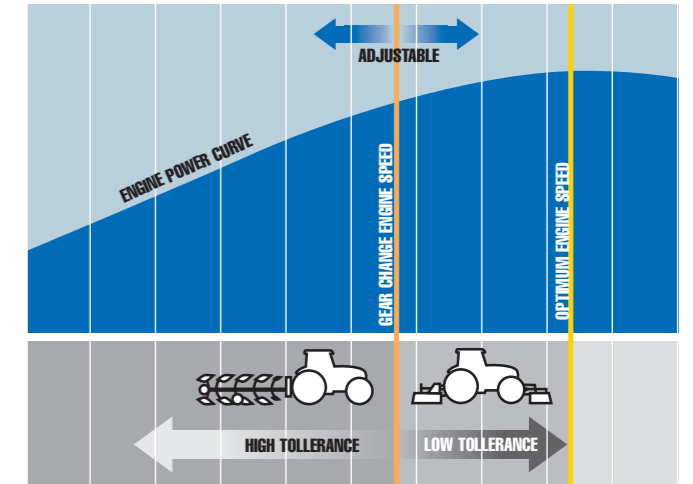 ADJUSTABLE
ENGINE POWER CURVE
GEAR CHANGE ENGINE SPEED
OPTIMUM ENGINE SPEED
HIGH TOLLERANCE
LOW TOLLERANCE